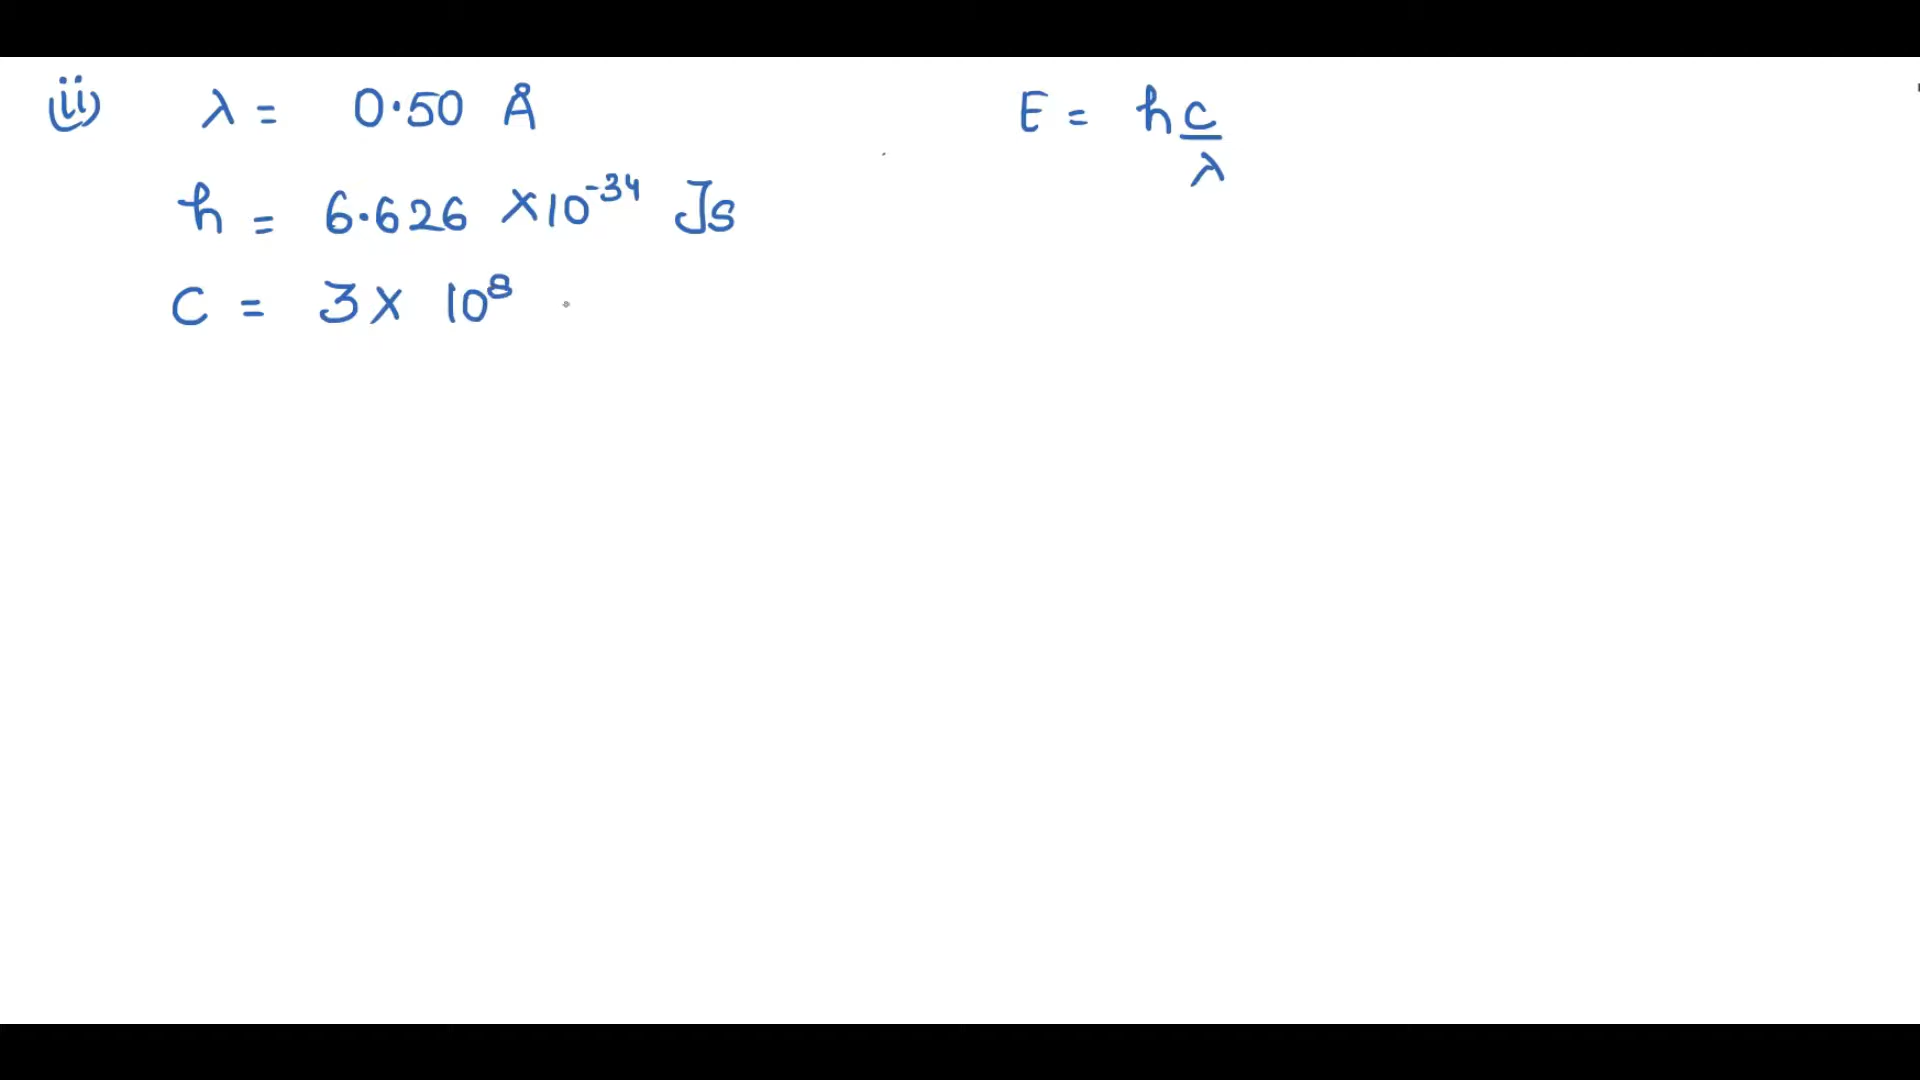 (ii) λ = 0.50 Å
h = 6.626 ×10⁻³⁴ Js
C = 3 × 10⁸
E = hc/λ